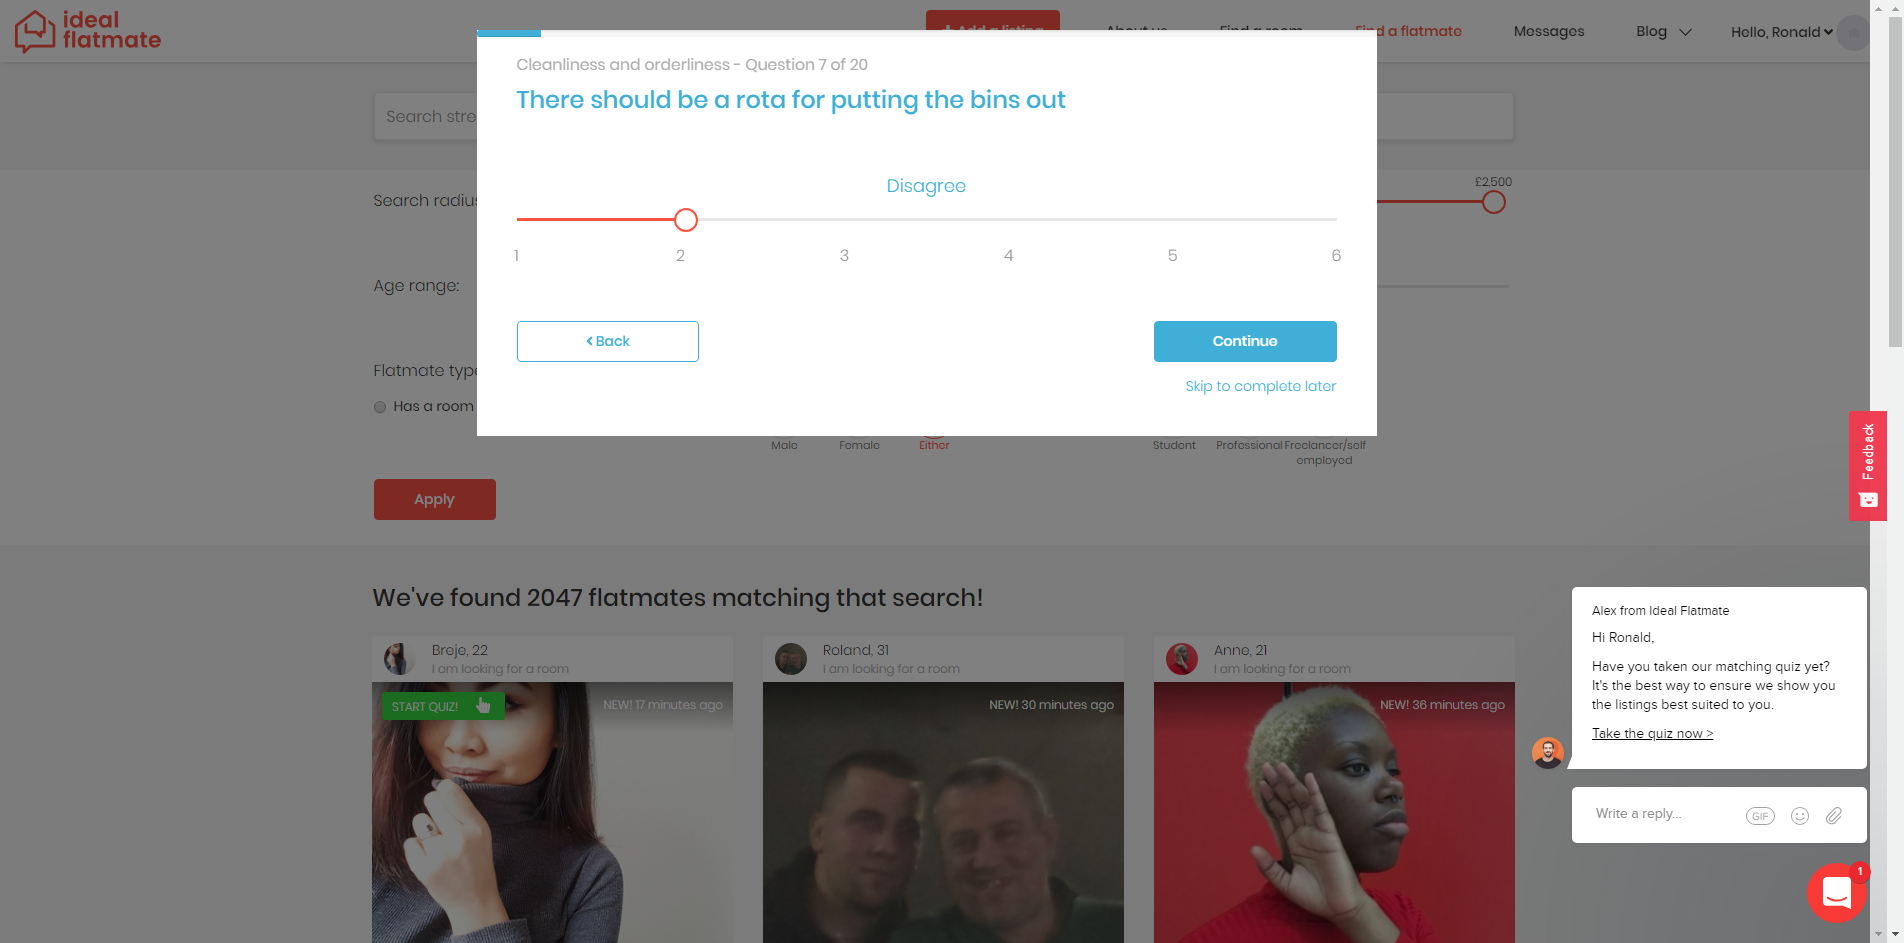 ideal
flatmate
Add a listing
About us
Find a room
Find a flatmate
Messages
Blog
Hello, Ronald
Search stre
Cleanliness and orderliness - Question 7 of 20
There should be a rota for putting the bins out
Disagree
1 2 3 4 5 6
Back
Continue
Skip to complete later
Search radius
£2,500
Age range:
Flatmate type
Has a room
Male
Female
Either
Student
Professional
Freelancer/self
employed
Apply
Feedback
We've found 2047 flatmates matching that search!
Breje, 22
I am looking for a room
START QUIZ!
NEW! 17 minutes ago
Roland, 31
I am looking for a room
NEW! 30 minutes ago
Anne, 21
I am looking for a room
NEW! 36 minutes ago
Alex from Ideal Flatmate
Hi Ronald,
Have you taken our matching quiz yet?
It's the best way to ensure we show you
the listings best suited to you.
Take the quiz now >
Write a reply...
GIF
1